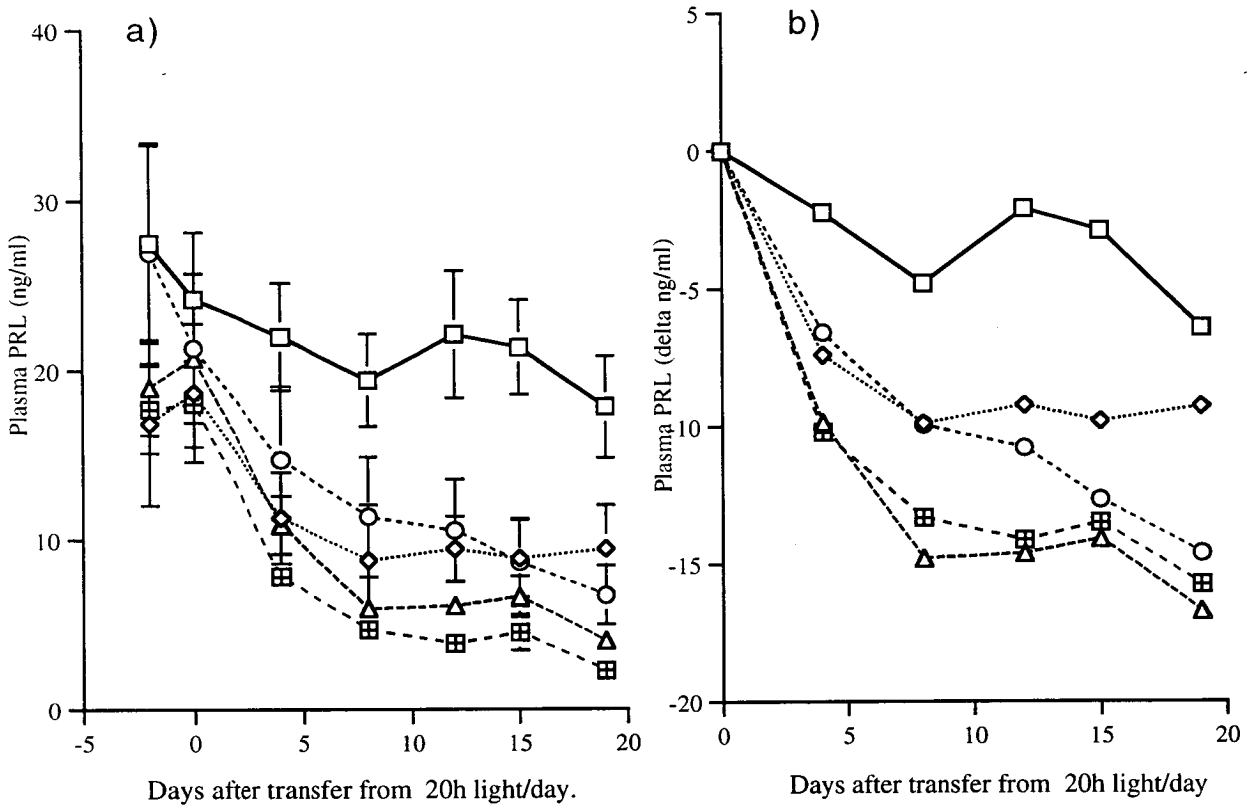 a)
40
30
20
10
0
Plasma PRL (ng/ml)
-5 0 5 10 15 20
Days after transfer from 20h light/day.
b)
5
0
-5
-10
-15
-20
Plasma PRL (delta ng/ml)
0 5 10 15 20
Days after transfer from 20h light/day